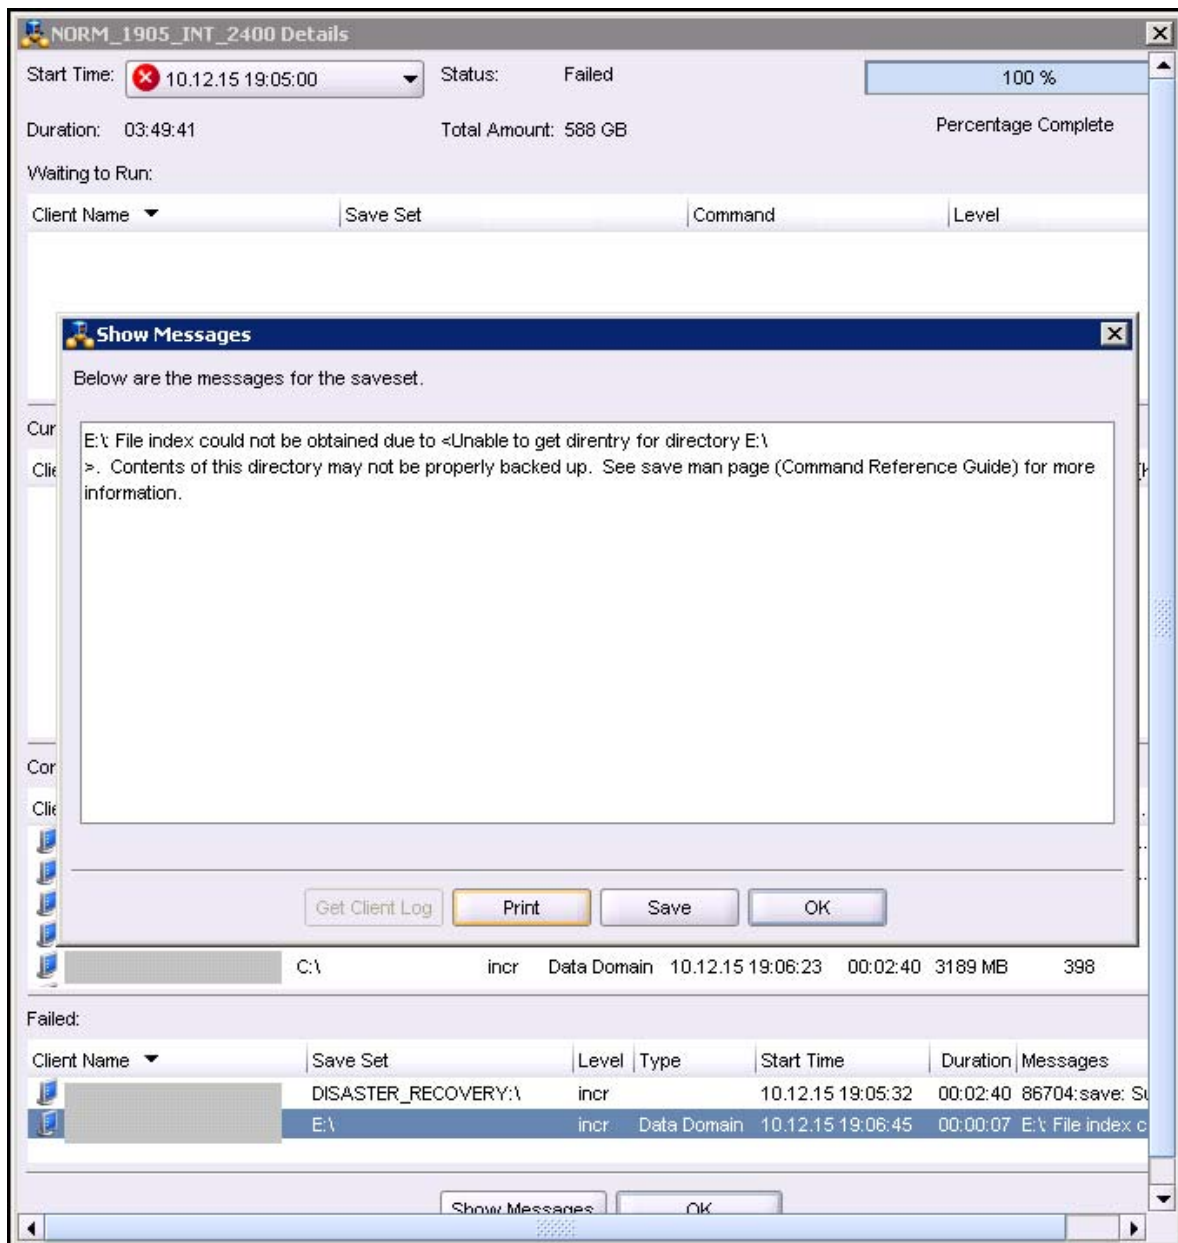 NORM_1905_INT_2400 Details
Start Time: 10.12.15 19:05:00 Status: Failed 100 %
Duration: 03:49:41 Total Amount: 588 GB Percentage Complete
Waiting to Run:
Client Name Save Set Command Level
Show Messages
Below are the messages for the saveset.
Cur
E:\: File index could not be obtained due to <Unable to get direntry for directory E:\
Clie
>. Contents of this directory may not be properly backed up. See save man page (Command Reference Guide) for more
information.
Cor
Clie
Get Client Log Print Save OK
C:\ incr Data Domain 10.12.15 19:06:23 00:02:40 3189 MB 398
Failed:
Client Name Save Set Level Type Start Time Duration Messages
DISASTER_RECOVERY:\ incr 10.12.15 19:05:32 00:02:40 86704:save: Su
E:\ incr Data Domain 10.12.15 19:06:45 00:00:07 E:\: File index c
Show Messages OK